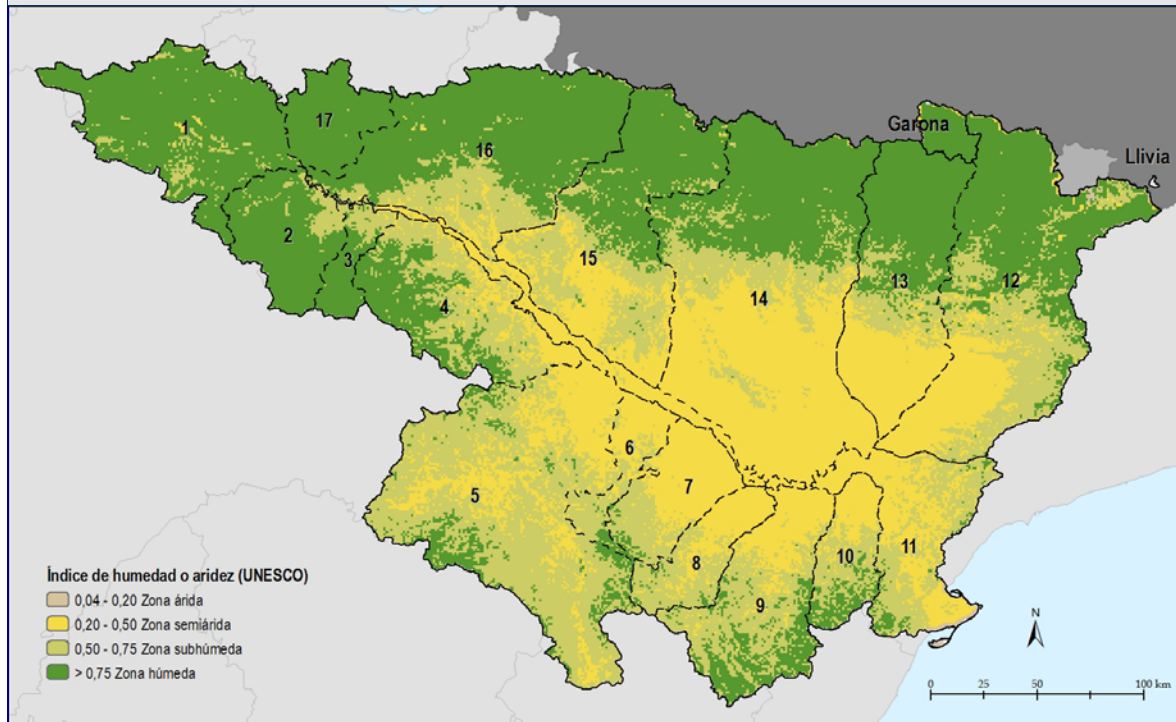 Garona
Llivia
1
17
16
2
3
4
15
14
13
12
5
6
7
8
9
10
11
Índice de humedad o aridez (UNESCO)
0,04 - 0,20 Zona árida
0,20 - 0,50 Zona semiárida
0,50 - 0,75 Zona subhúmeda
> 0,75 Zona húmeda
N
0 25 50 100 km